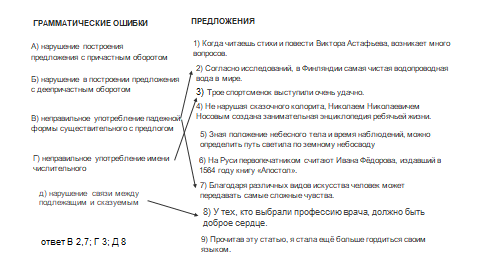 ГРАММАТИЧЕСКИЕ ОШИБКИ
А) нарушение построения
предложения с причастным оборотом
Б) нарушение в построении предложения
с деепричастным оборотом
В) неправильное употребление падежной
формы существительного с предлогом
Г) неправильное употребление имени
числительного
д) нарушение связи между
подлежащим и сказуемым
ответ В 2,7; Г 3; Д 8
ПРЕДЛОЖЕНИЯ
1) Когда читаешь стихи и повести Виктора Астафьева, возникает много
вопросов.
2) Согласно исследований, в Финляндии самая чистая водопроводная
вода в мире.
3) Трое спортсменок выступили очень удачно.
4) Не нарушая сказочного колорита, Николаем Николаевичем
Носовым создана занимательная энциклопедия ребячьей жизни.
5) Зная положение небесного тела и время наблюдений, можно
определить путь светила по земному небосводу
6) На Руси первопечатником считают Ивана Фёдорова, издавший в
1564 году книгу «Апостол».
7) Благодаря различных видов искусства человек может
передавать самые сложные чувства.
8) У тех, кто выбрали профессию врача, должно быть
доброе сердце.
9) Прочитав эту статью, я стала ещё больше гордиться своим
языком.